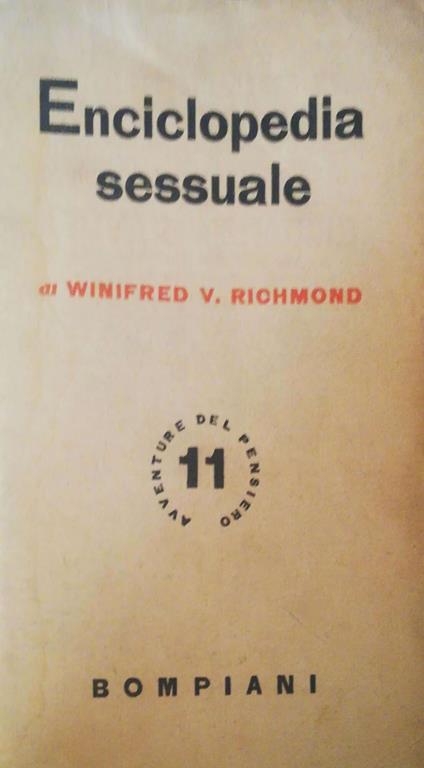 Enciclopedia
sessuale
di WINIFRED V. RICHMOND
AVVENTURE DEL PENSIERO
11
BOMPIANI